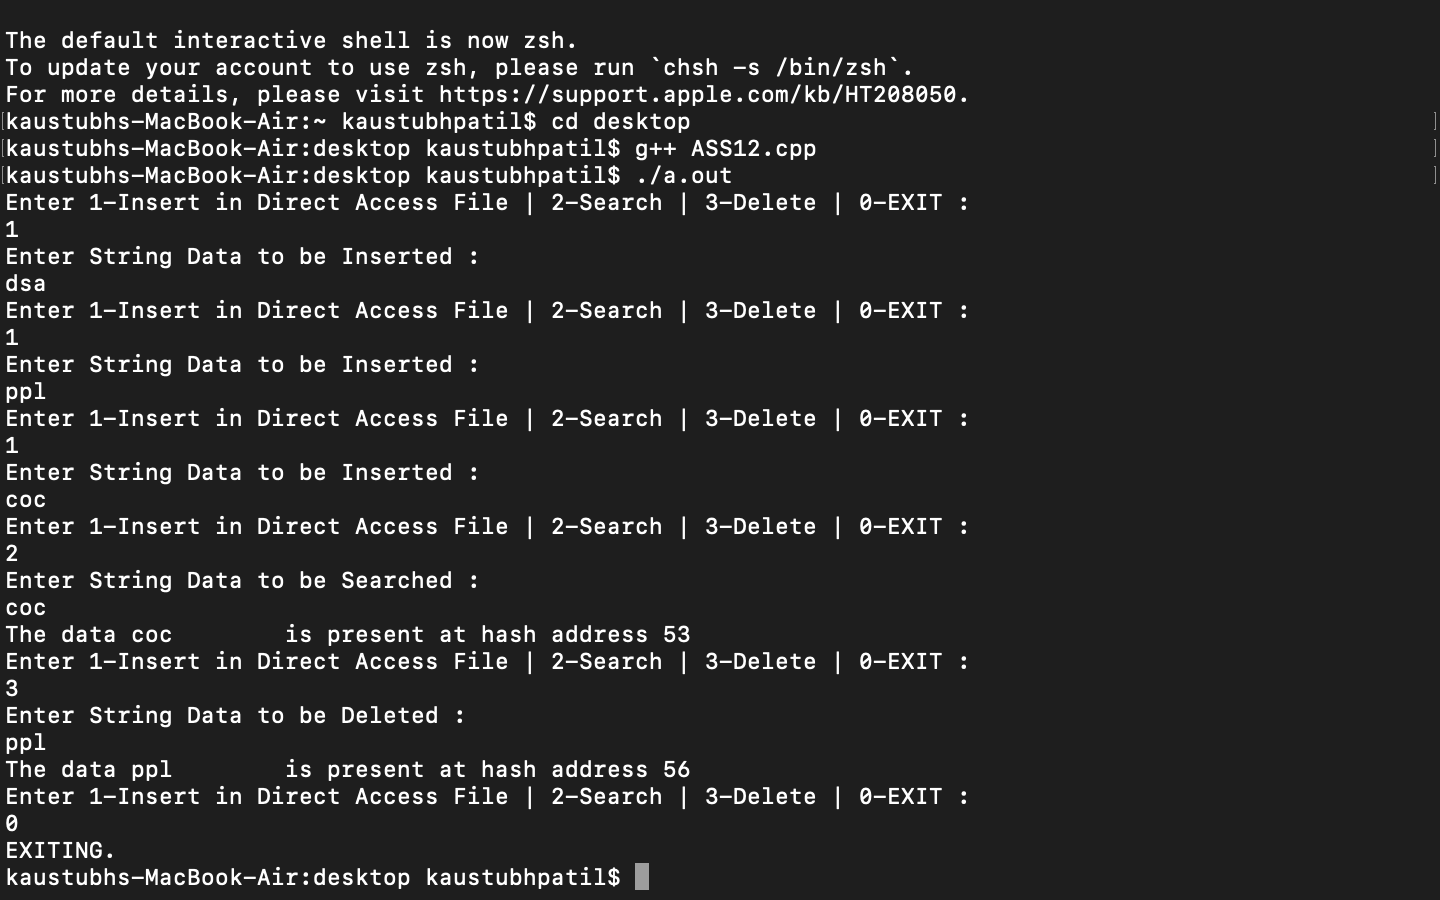 The default interactive shell is now zsh.
To update your account to use zsh, please run `chsh -s /bin/zsh`.
For more details, please visit https://support.apple.com/kb/HT208050.
[kaustubhs-MacBook-Air:~ kaustubhpatil$ cd desktop ]
[kaustubhs-MacBook-Air:desktop kaustubhpatil$ g++ ASS12.cpp ]
[kaustubhs-MacBook-Air:desktop kaustubhpatil$ ./a.out ]
Enter 1-Insert in Direct Access File | 2-Search | 3-Delete | 0-EXIT :
1
Enter String Data to be Inserted :
dsa
Enter 1-Insert in Direct Access File | 2-Search | 3-Delete | 0-EXIT :
1
Enter String Data to be Inserted :
ppl
Enter 1-Insert in Direct Access File | 2-Search | 3-Delete | 0-EXIT :
1
Enter String Data to be Inserted :
coc
Enter 1-Insert in Direct Access File | 2-Search | 3-Delete | 0-EXIT :
2
Enter String Data to be Searched :
coc
The data coc        is present at hash address 53
Enter 1-Insert in Direct Access File | 2-Search | 3-Delete | 0-EXIT :
3
Enter String Data to be Deleted :
ppl
The data ppl        is present at hash address 56
Enter 1-Insert in Direct Access File | 2-Search | 3-Delete | 0-EXIT :
0
EXITING.
kaustubhs-MacBook-Air:desktop kaustubhpatil$